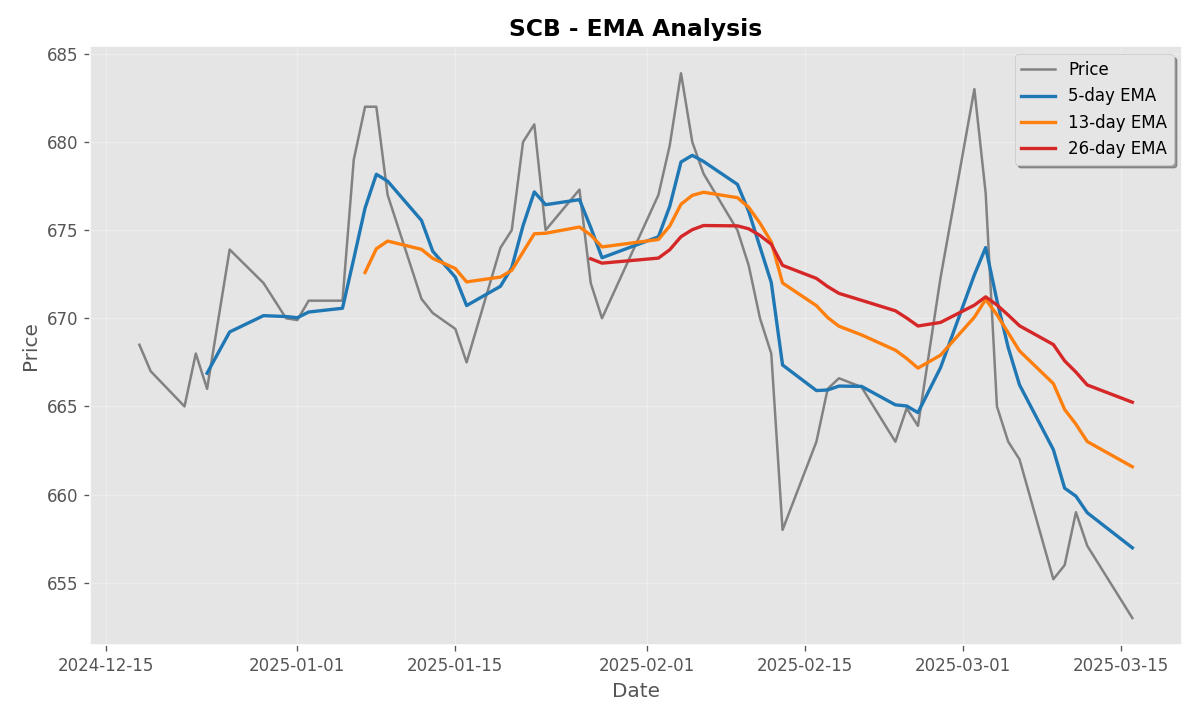 SCB - EMA Analysis
685
680
675
670
665
660
655
Price
Price
5-day EMA
13-day EMA
26-day EMA
2024-12-15
2025-01-01
2025-01-15
2025-02-01
2025-02-15
2025-03-01
2025-03-15
Date